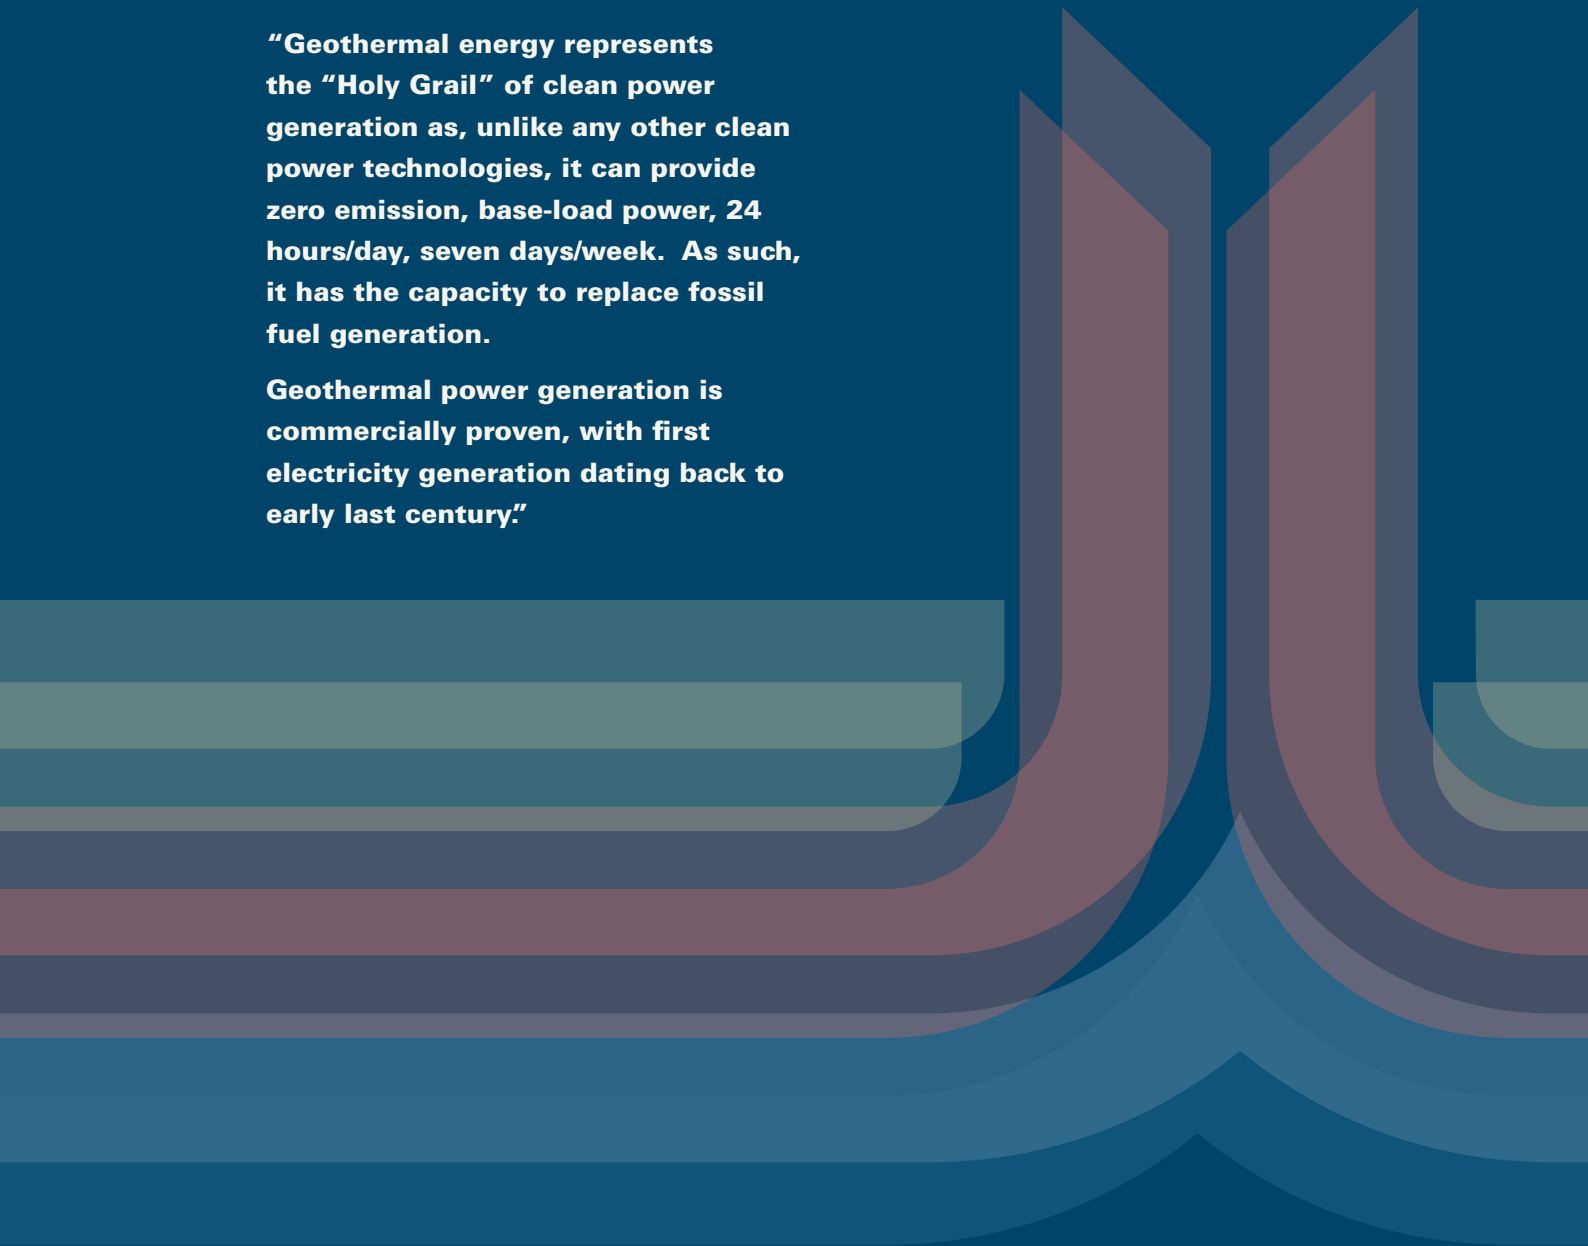 “Geothermal energy represents
the “Holy Grail” of clean power
generation as, unlike any other clean
power technologies, it can provide
zero emission, base-load power, 24
hours/day, seven days/week.  As such,
it has the capacity to replace fossil
fuel generation.
Geothermal power generation is
commercially proven, with first
electricity generation dating back to
early last century.”